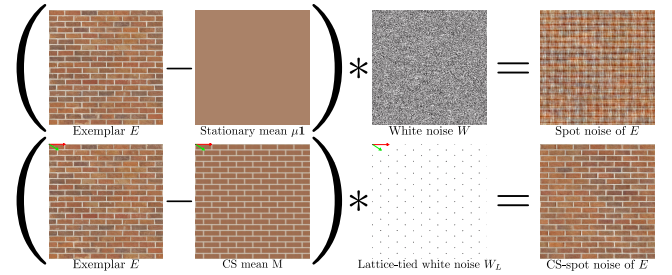 ( − ) * =
Exemplar E Stationary mean μ1 White noise W Spot noise of E
( − ) * =
Exemplar E CS mean M Lattice-tied white noise W_L CS-spot noise of E